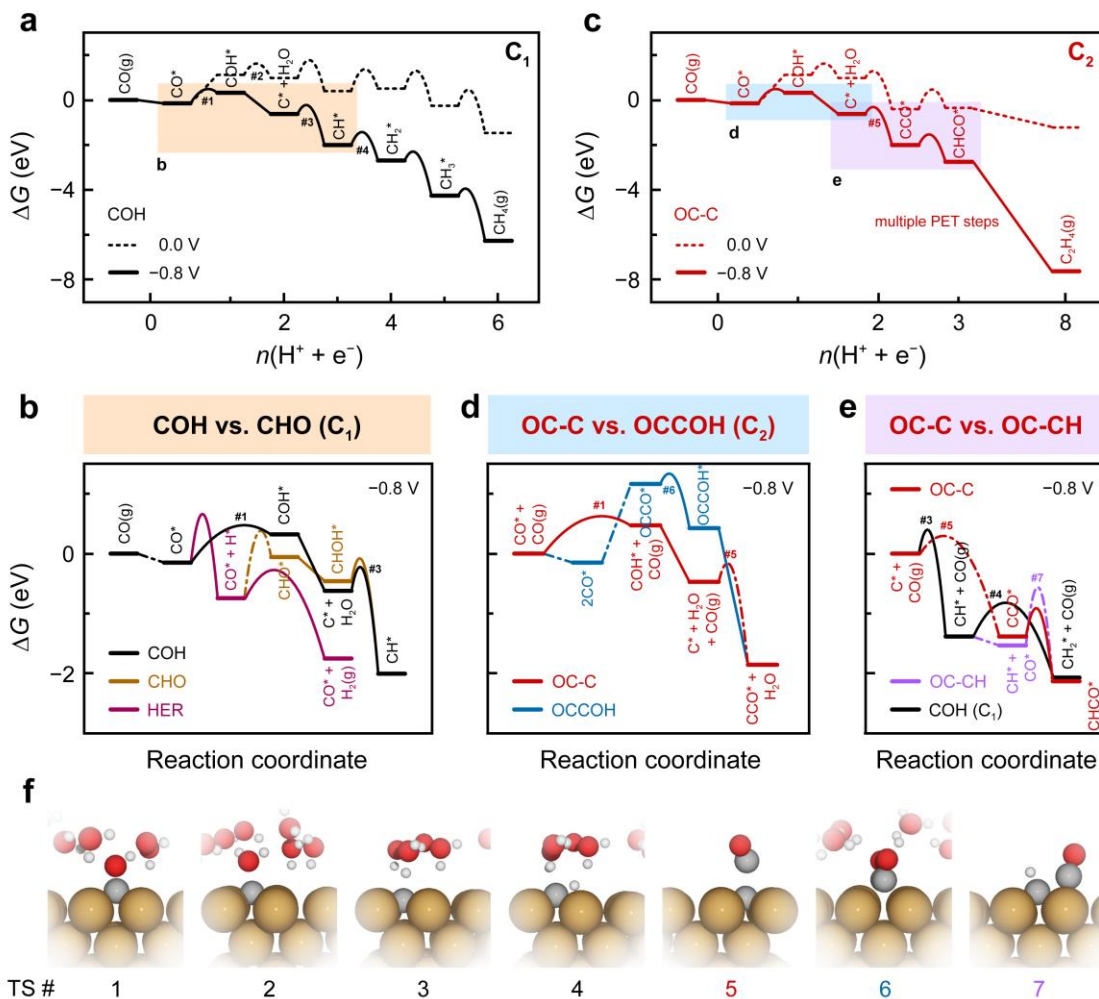 a
C₁
CO(g)
CO*
COH*
C* +H₂O
CH*
CH₂*
CH₃*
CH₄(g)
#1
#2
#3
#4
b
0
−4
−8
ΔG (eV)
COH
0.0 V
−0.8 V
0
2
4
6
n(H⁺ + e⁻)
c
C₂
CO(g)
CO*
COH*
C* +H₂O
CCO*
CHCO*
C₂H₄(g)
#5
d
e
multiple PET steps
0
−4
−8
ΔG (eV)
OC-C
0.0 V
−0.8 V
0
2
3
8
n(H⁺ + e⁻)
b
COH vs. CHO (C₁)
−0.8 V
CO(g)
CO*
#1
COH*
CO* + H*
CHO*
CHOH*
C* +
H₂O
#3
CH*
CO* +
H₂(g)
0
−2
ΔG (eV)
COH
CHO
HER
Reaction coordinate
d
OC-C vs. OCCOH (C₂)
−0.8 V
CO* +
CO(g)
#1
2CO*
OCCO*
#6
OCCOH*
COH* +
CO(g)
#5
C* + H₂O
+ CO(g)
CCO* +
H₂O
OC-C
OCCOH
Reaction coordinate
e
OC-C vs. OC-CH
OC-C
−0.8 V
#3
#5
C* +
CO(g)
CH* + CO(g)
#4
#7
CCO*
CH* +
CO*
CH₂* + CO(g)
CHCO*
OC-CH
COH (C₁)
Reaction coordinate
f
TS #
1
2
3
4
5
6
7